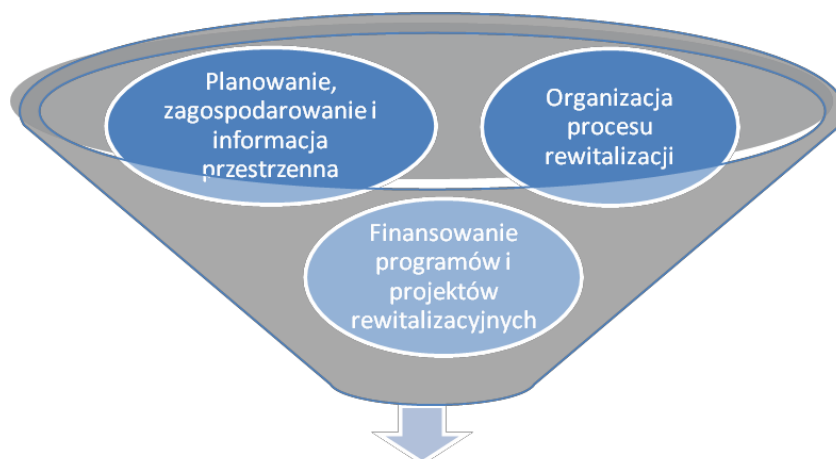 Planowanie,
zagospodarowanie i
informacja
przestrzenna
Organizacja
procesu
rewitalizacji
Finansowanie
programów i
projektów
rewitalizacyjnych